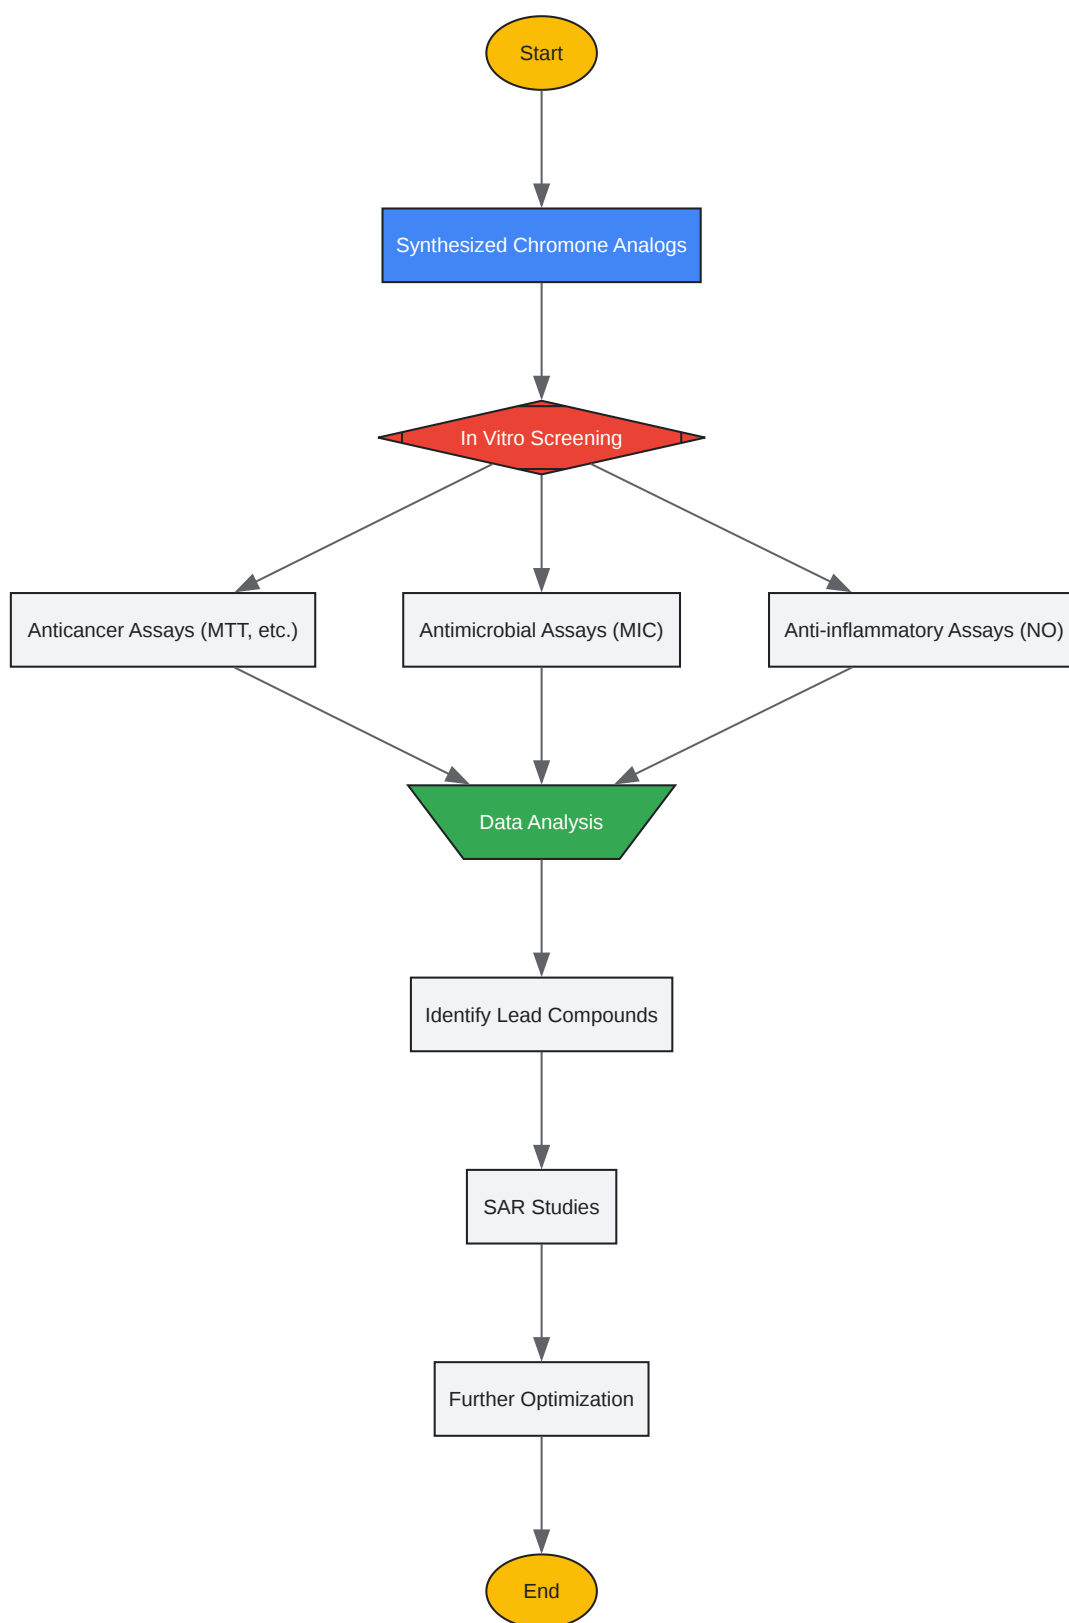 Start
Synthesized Chromone Analogs
In Vitro Screening
Anticancer Assays (MTT, etc.)
Antimicrobial Assays (MIC)
Anti-inflammatory Assays (NO)
Data Analysis
Identify Lead Compounds
SAR Studies
Further Optimization
End